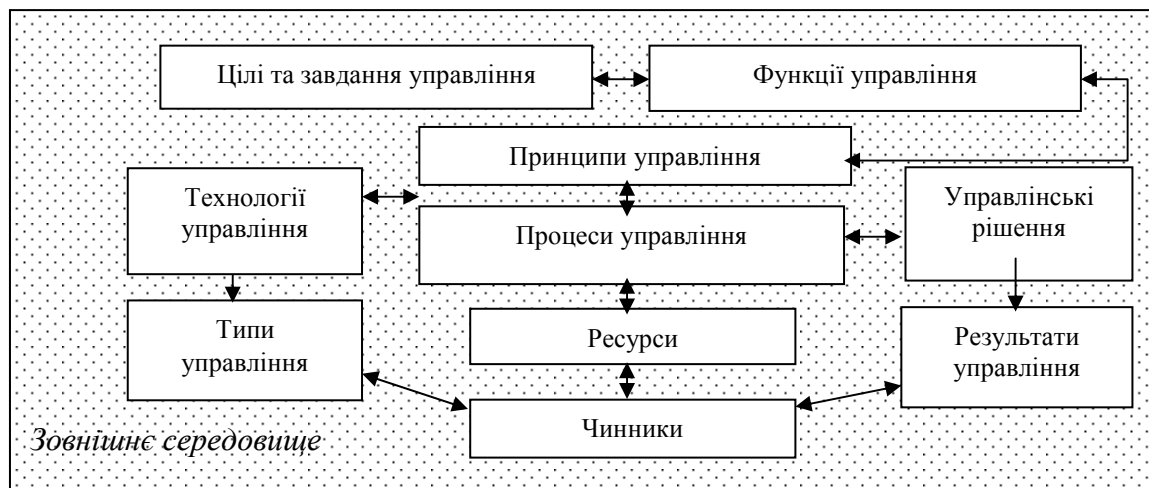 Цілі та завдання управління
Функції управління
Принципи управління
Технології
управління
Процеси управління
Управлінські
рішення
Типи
управління
Ресурси
Результати
управління
Чинники
Зовнішнє середовище